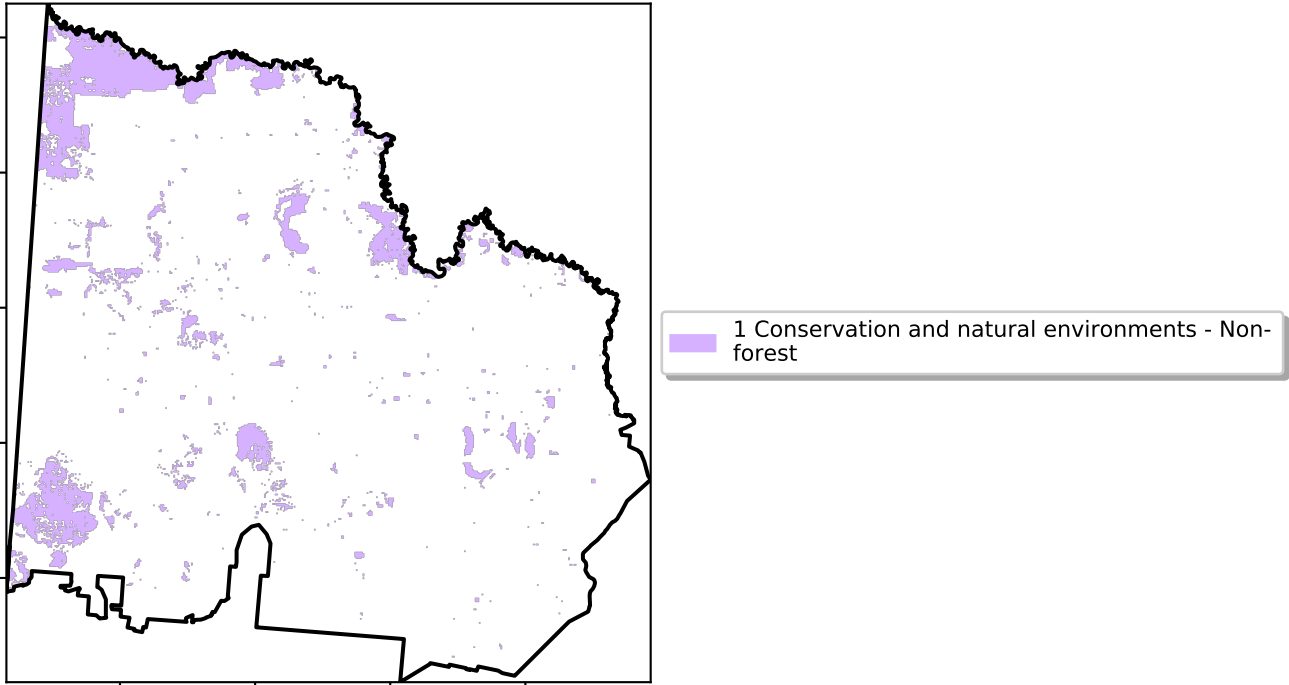 1 Conservation and natural environments - Non-
forest